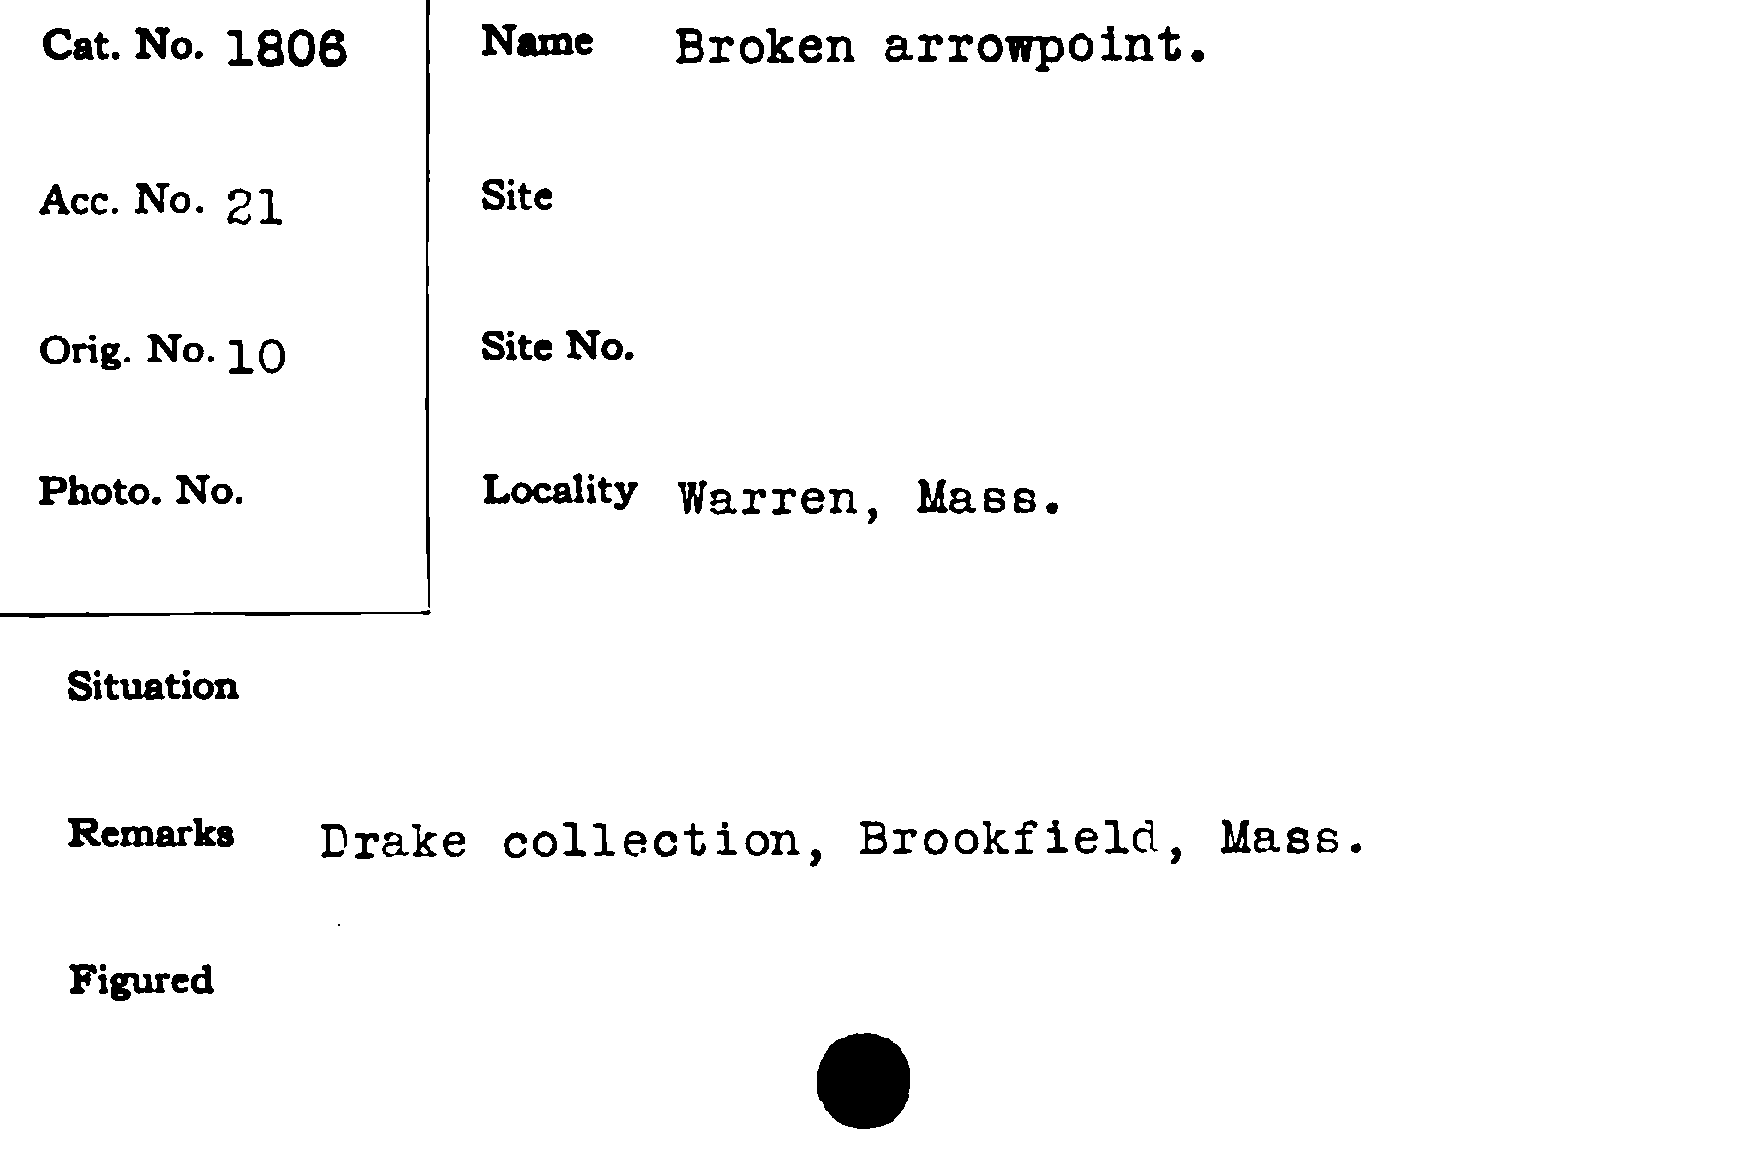 Cat. No. 1806
Name Broken arrowpoint.
Acc. No. 21
Site
Orig. No. 10
Site No.
Photo. No.
Locality Warren, Mass.
Situation
Remarks Drake collection, Brookfield, Mass.
Figured